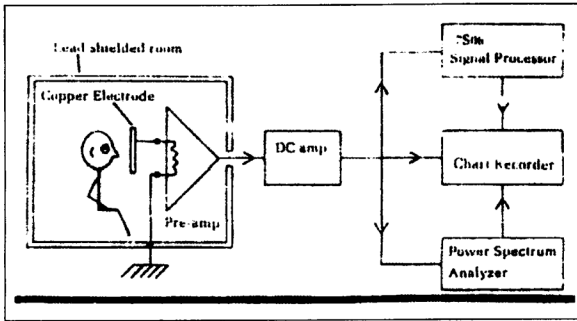 Lead shielded room
Copper Electrode
Pre-amp
DC amp
Signal Processor
Chart Recorder
Power Spectrum
Analyzer